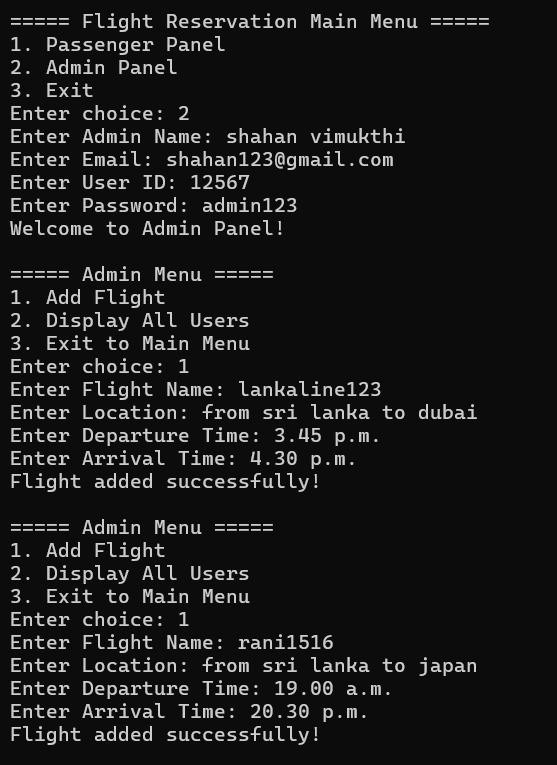 ===== Flight Reservation Main Menu =====
1. Passenger Panel
2. Admin Panel
3. Exit
Enter choice: 2
Enter Admin Name: shahan vimukthi
Enter Email: shahan123@gmail.com
Enter User ID: 12567
Enter Password: admin123
Welcome to Admin Panel!

===== Admin Menu =====
1. Add Flight
2. Display All Users
3. Exit to Main Menu
Enter choice: 1
Enter Flight Name: lankaline123
Enter Location: from sri lanka to dubai
Enter Departure Time: 3.45 p.m.
Enter Arrival Time: 4.30 p.m.
Flight added successfully!

===== Admin Menu =====
1. Add Flight
2. Display All Users
3. Exit to Main Menu
Enter choice: 1
Enter Flight Name: rani1516
Enter Location: from sri lanka to japan
Enter Departure Time: 19.00 a.m.
Enter Arrival Time: 20.30 p.m.
Flight added successfully!